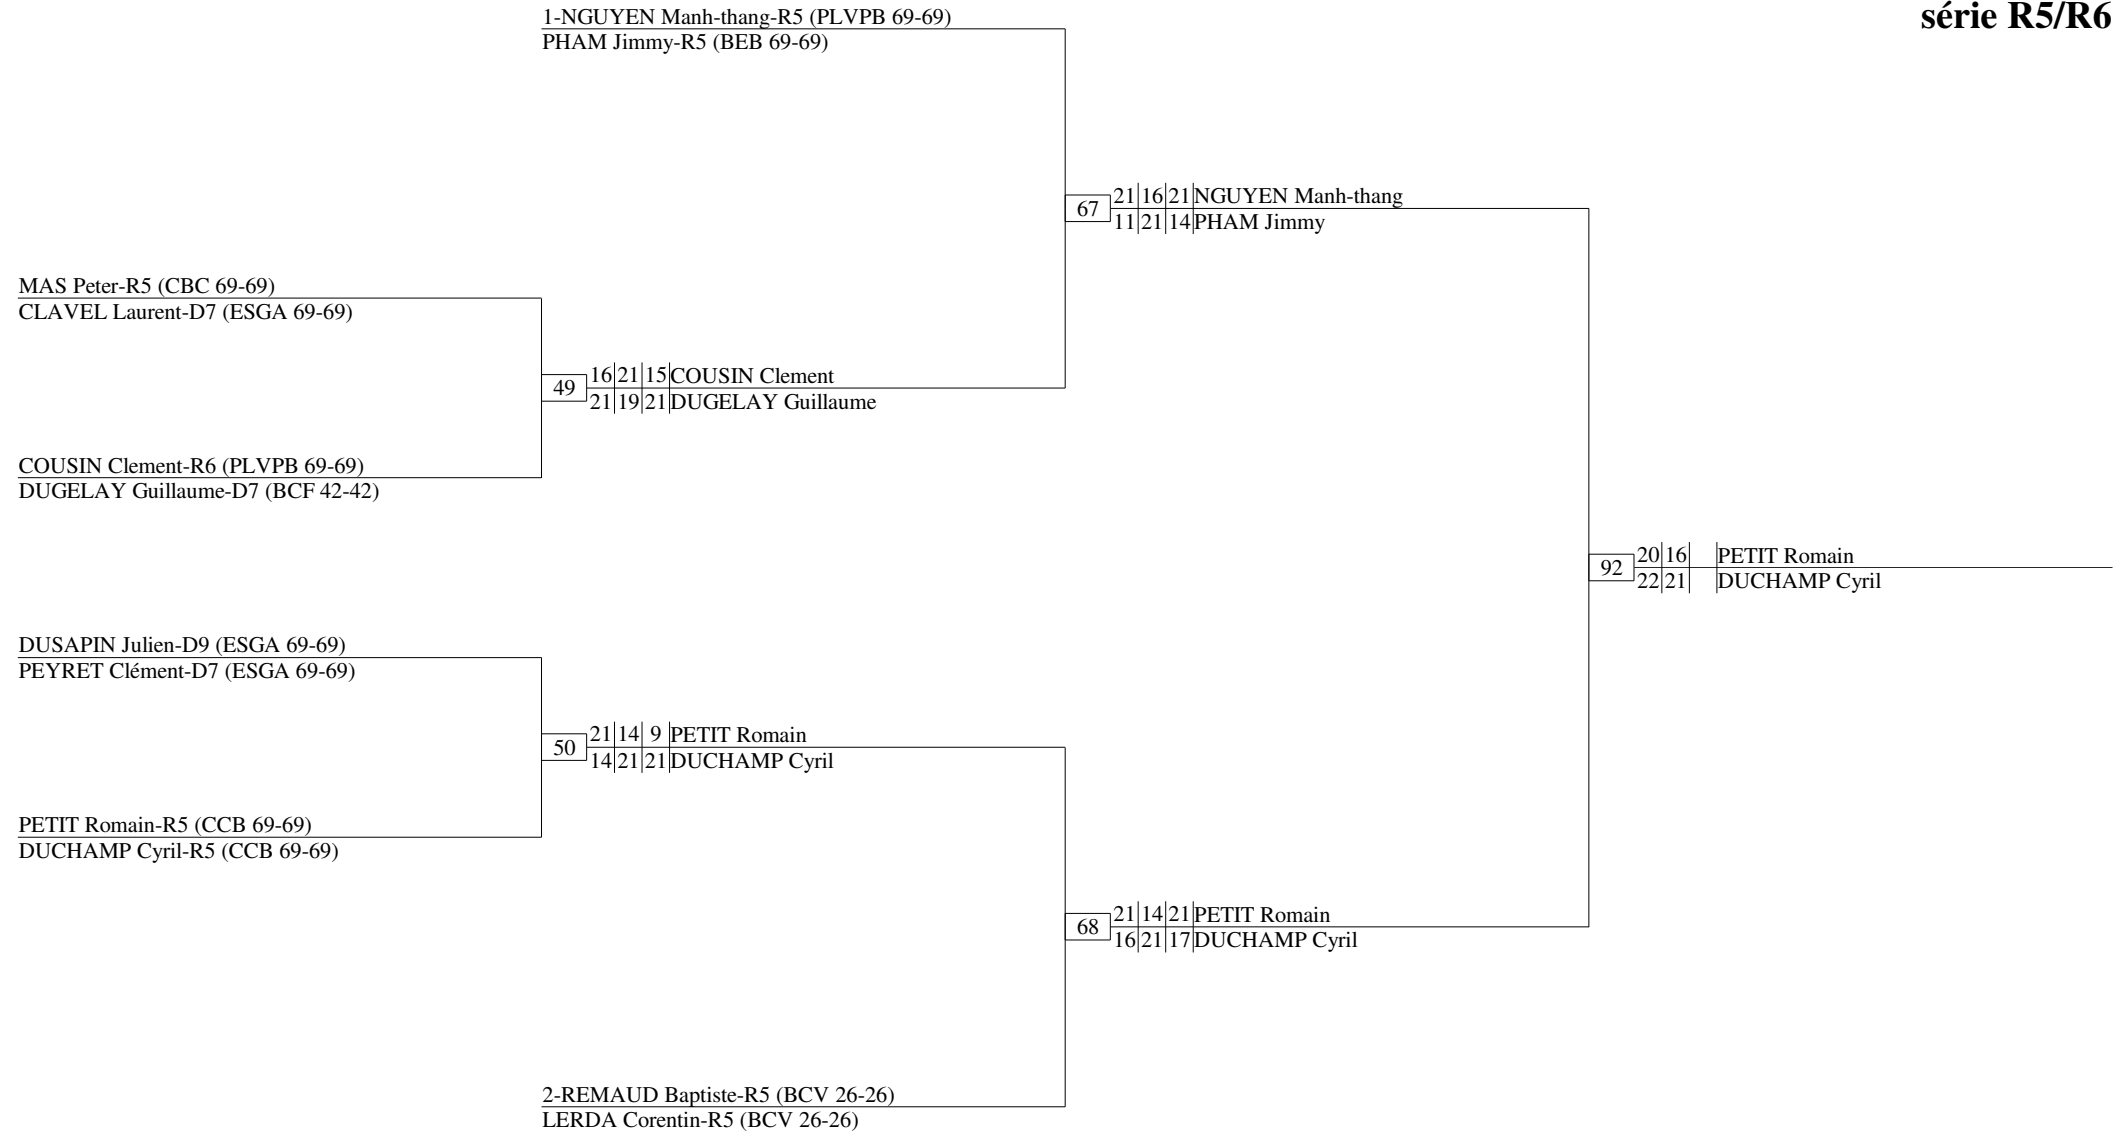 série R5/R6
1-NGUYEN Manh-thang-R5 (PLVPB 69-69)
PHAM Jimmy-R5 (BEB 69-69)
67 21 16 21 NGUYEN Manh-thang
11 21 14 PHAM Jimmy
MAS Peter-R5 (CBC 69-69)
CLAVEL Laurent-D7 (ESGA 69-69)
49 16 21 15 COUSIN Clement
21 19 21 DUGELAY Guillaume
COUSIN Clement-R6 (PLVPB 69-69)
DUGELAY Guillaume-D7 (BCF 42-42)
92 20 16 PETIT Romain
22 21 DUCHAMP Cyril
DUSAPIN Julien-D9 (ESGA 69-69)
PEYRET Clément-D7 (ESGA 69-69)
50 21 14 9 PETIT Romain
14 21 21 DUCHAMP Cyril
PETIT Romain-R5 (CCB 69-69)
DUCHAMP Cyril-R5 (CCB 69-69)
68 21 14 21 PETIT Romain
16 21 17 DUCHAMP Cyril
2-REMAUD Baptiste-R5 (BCV 26-26)
LERDA Corentin-R5 (BCV 26-26)